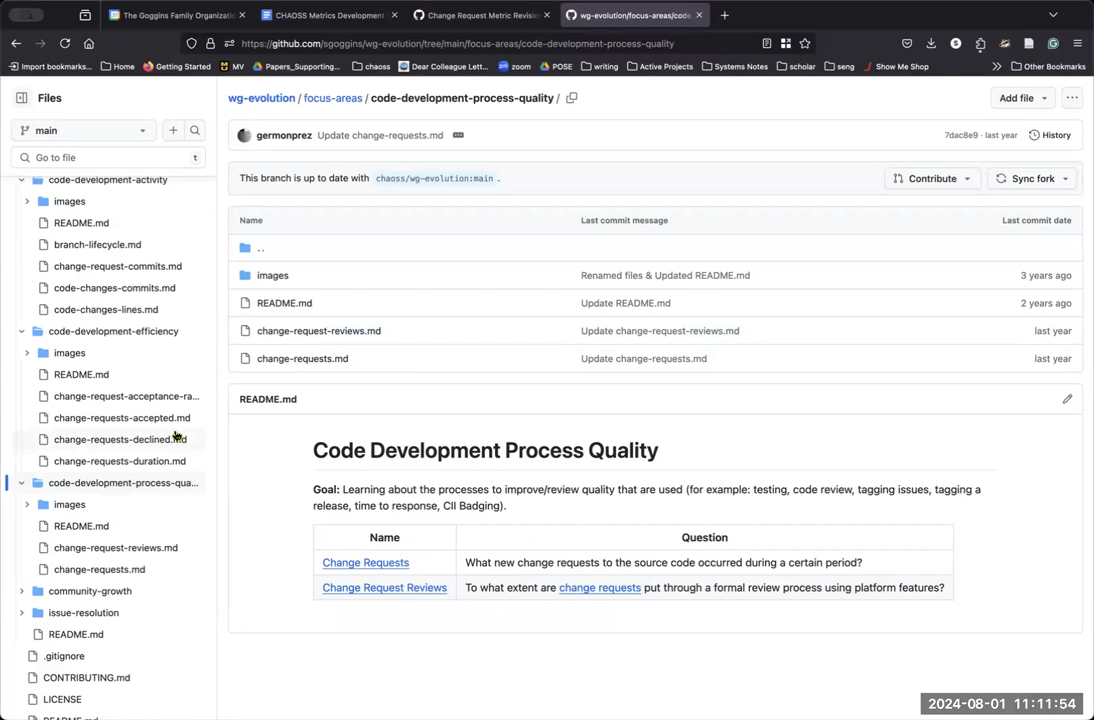 The Goggins Family Organizatio
CHAOSS Metrics Development
Change Request Metric Revision
wg-evolution/focus-areas/code
https://github.com/sgoggins/wg-evolution/tree/main/focus-areas/code-development-process-quality
Import bookmarks...
Home
Getting Started
MV
Papers_Supporting...
chaoss
Dear Colleague Lett...
zoom
POSE
writing
Active Projects
Systems Notes
scholar
seng
Show Me Shop
Other Bookmarks
Files
main
Go to file
t
code-development-activity
images
README.md
branch-lifecycle.md
change-request-commits.md
code-changes-commits.md
code-changes-lines.md
code-development-efficiency
images
README.md
change-request-acceptance-ra...
change-requests-accepted.md
change-requests-declined.md
change-requests-duration.md
code-development-process-qua...
images
README.md
change-request-reviews.md
change-requests.md
community-growth
issue-resolution
README.md
.gitignore
CONTRIBUTING.md
LICENSE
README.md
wg-evolution / focus-areas / code-development-process-quality /
Add file
germonprez Update change-requests.md
7dac8e9 · last year
History
This branch is up to date with chaoss/wg-evolution:main .
Contribute
Sync fork
Name Last commit message Last commit date
..
images Renamed files & Updated README.md 3 years ago
README.md Update README.md 2 years ago
change-request-reviews.md Update change-request-reviews.md last year
change-requests.md Update change-requests.md last year
README.md
Code Development Process Quality
Goal: Learning about the processes to improve/review quality that are used (for example: testing, code review, tagging issues, tagging a
release, time to response, CII Badging).
Name Question
Change Requests What new change requests to the source code occurred during a certain period?
Change Request Reviews To what extent are change requests put through a formal review process using platform features?
2024-08-01 11:11:54